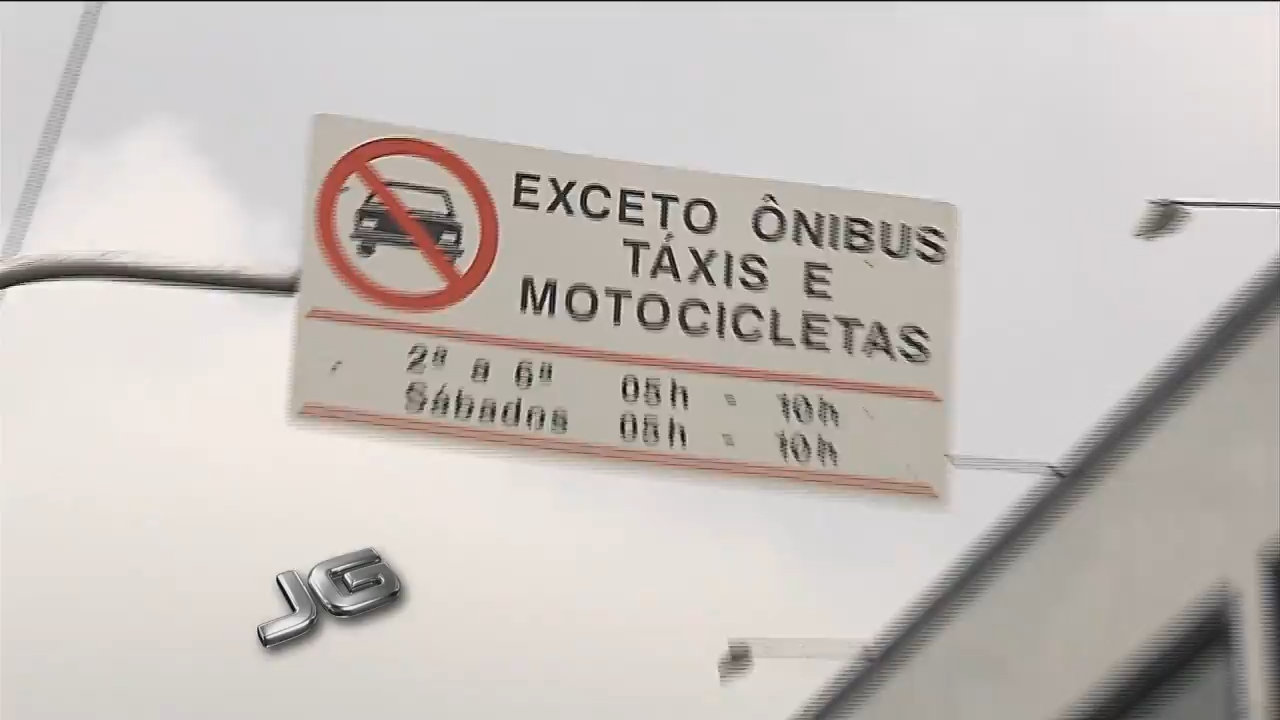 EXCETO ÔNIBUS
TÁXIS E
MOTOCICLETAS
2ª a 6ª 05h - 10h
Sábados 05h - 10h
JG